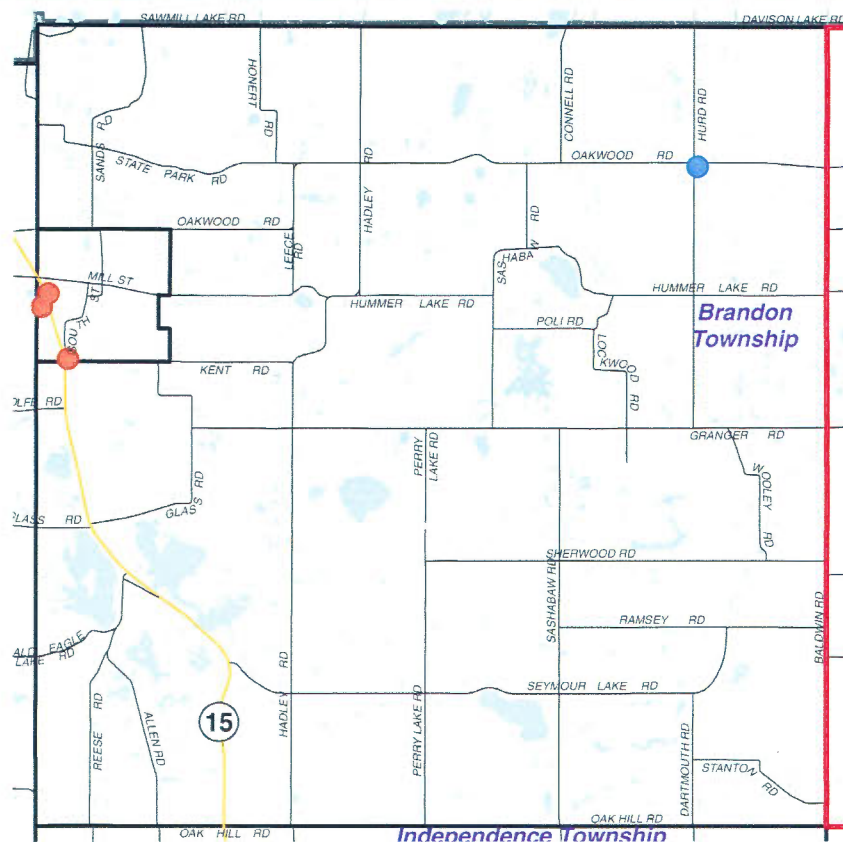 SAWMILL LAKE RD
DAVISON LAKE RD
HONERT RD
CONNELL RD
HURD RD
SANDS RD
STATE PARK RD
HADLEY RD
OAKWOOD RD
OAKWOOD RD
LEECE RD
SASHABAW RD
MILL ST
SOUTH ST
HUMMER LAKE RD
HUMMER LAKE RD
Brandon
Township
POLI RD
LOCKWOOD RD
KENT RD
OLFE RD
GRANGER RD
PERRY
LAKE RD
WOOLEY RD
GLASS RD
GLASS RD
SHERWOOD RD
SASHABAW RD
RAMSEY RD
BALDWIN RD
ALD EAGLE
LAKE RD
SEYMOUR LAKE RD
REESE RD
ALLEN RD
15
HADLEY RD
PERRY LAKE RD
DARTMOUTH RD
STANTON RD
OAK HILL RD
OAK HILL RD
Independence Township